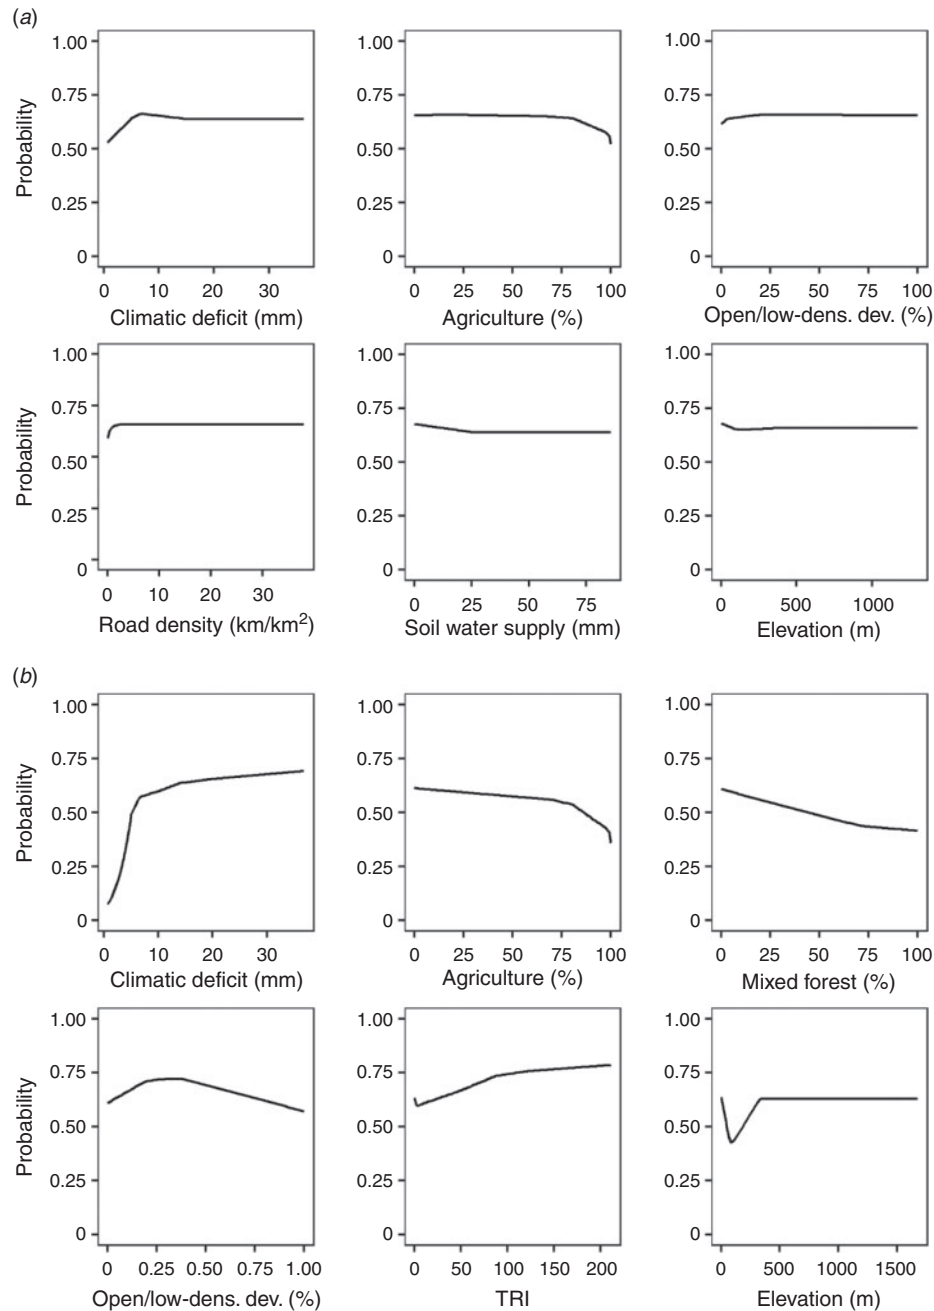 (a)
1.00
0.75
0.50
0.25
0
Probability
0 10 20 30
Climatic deficit (mm)
1.00
0.75
0.50
0.25
0
0 25 50 75 100
Agriculture (%)
1.00
0.75
0.50
0.25
0
0 25 50 75 100
Open/low-dens. dev. (%)
1.00
0.75
0.50
0.25
0
Probability
0 10 20 30
Road density (km/km²)
1.00
0.75
0.50
0.25
0
0 25 50 75
Soil water supply (mm)
1.00
0.75
0.50
0.25
0
0 500 1000
Elevation (m)
(b)
1.00
0.75
0.50
0.25
0
Probability
0 10 20 30
Climatic deficit (mm)
1.00
0.75
0.50
0.25
0
0 25 50 75 100
Agriculture (%)
1.00
0.75
0.50
0.25
0
0 25 50 75 100
Mixed forest (%)
1.00
0.75
0.50
0.25
0
Probability
0 0.25 0.50 0.75 1.00
Open/low-dens. dev. (%)
1.00
0.75
0.50
0.25
0
0 50 100 150 200
TRI
1.00
0.75
0.50
0.25
0
0 500 1000 1500
Elevation (m)